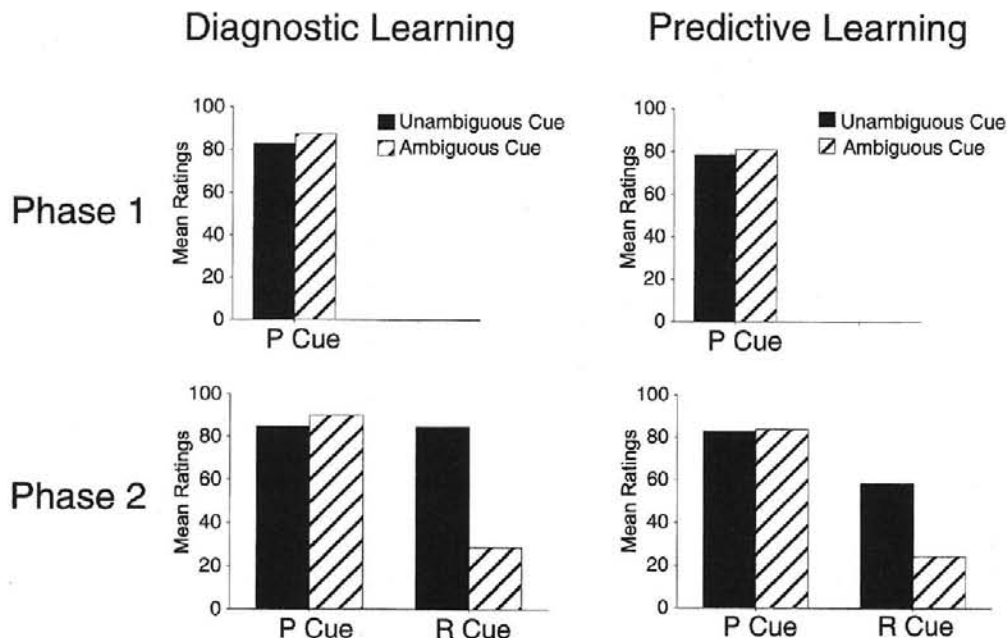 Diagnostic Learning
Predictive Learning
Phase 1
Mean Ratings
100
80
60
40
20
0
Unambiguous Cue
Ambiguous Cue
P Cue
Mean Ratings
100
80
60
40
20
0
Unambiguous Cue
Ambiguous Cue
P Cue
Phase 2
Mean Ratings
100
80
60
40
20
0
P Cue R Cue
Mean Ratings
100
80
60
40
20
0
P Cue R Cue